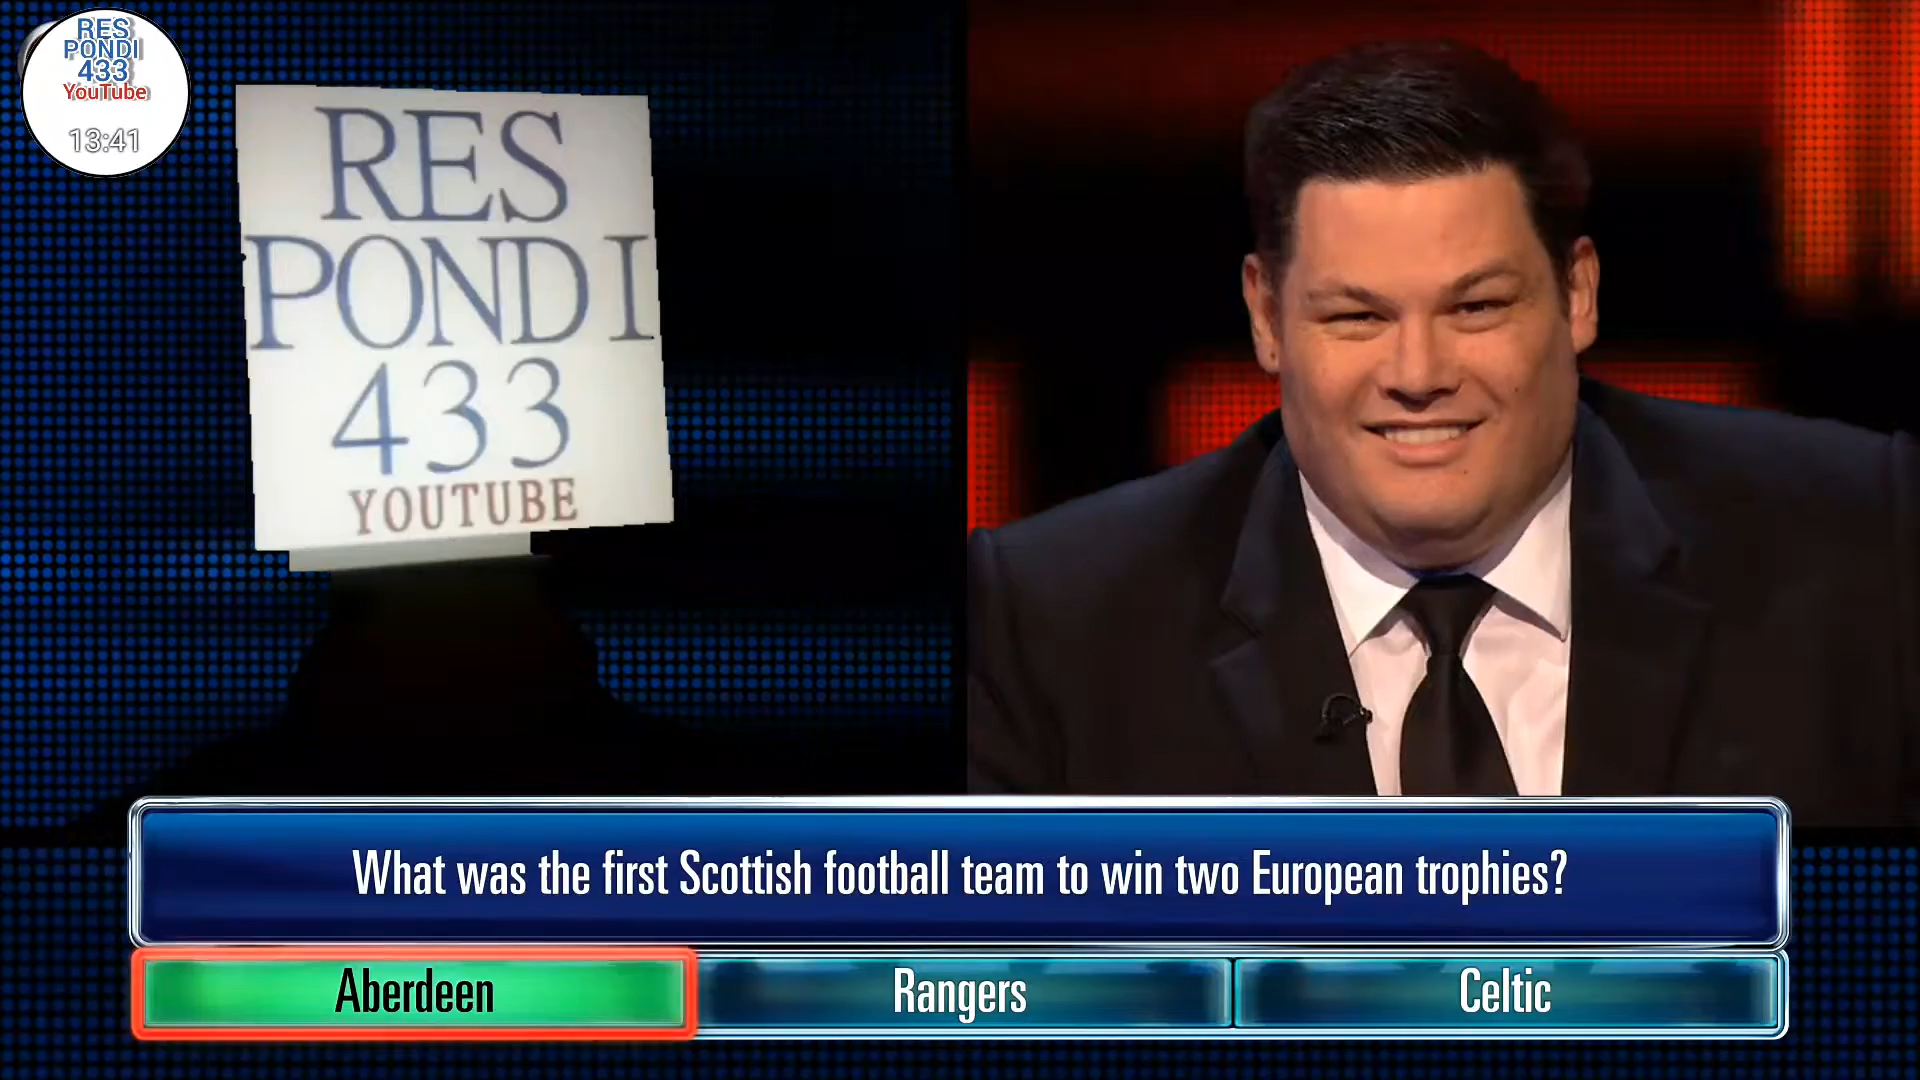 RES
PONDI
433
YouTube
13:41
RES
PONDI
433
YOUTUBE
What was the first Scottish football team to win two European trophies?
Aberdeen
Rangers
Celtic